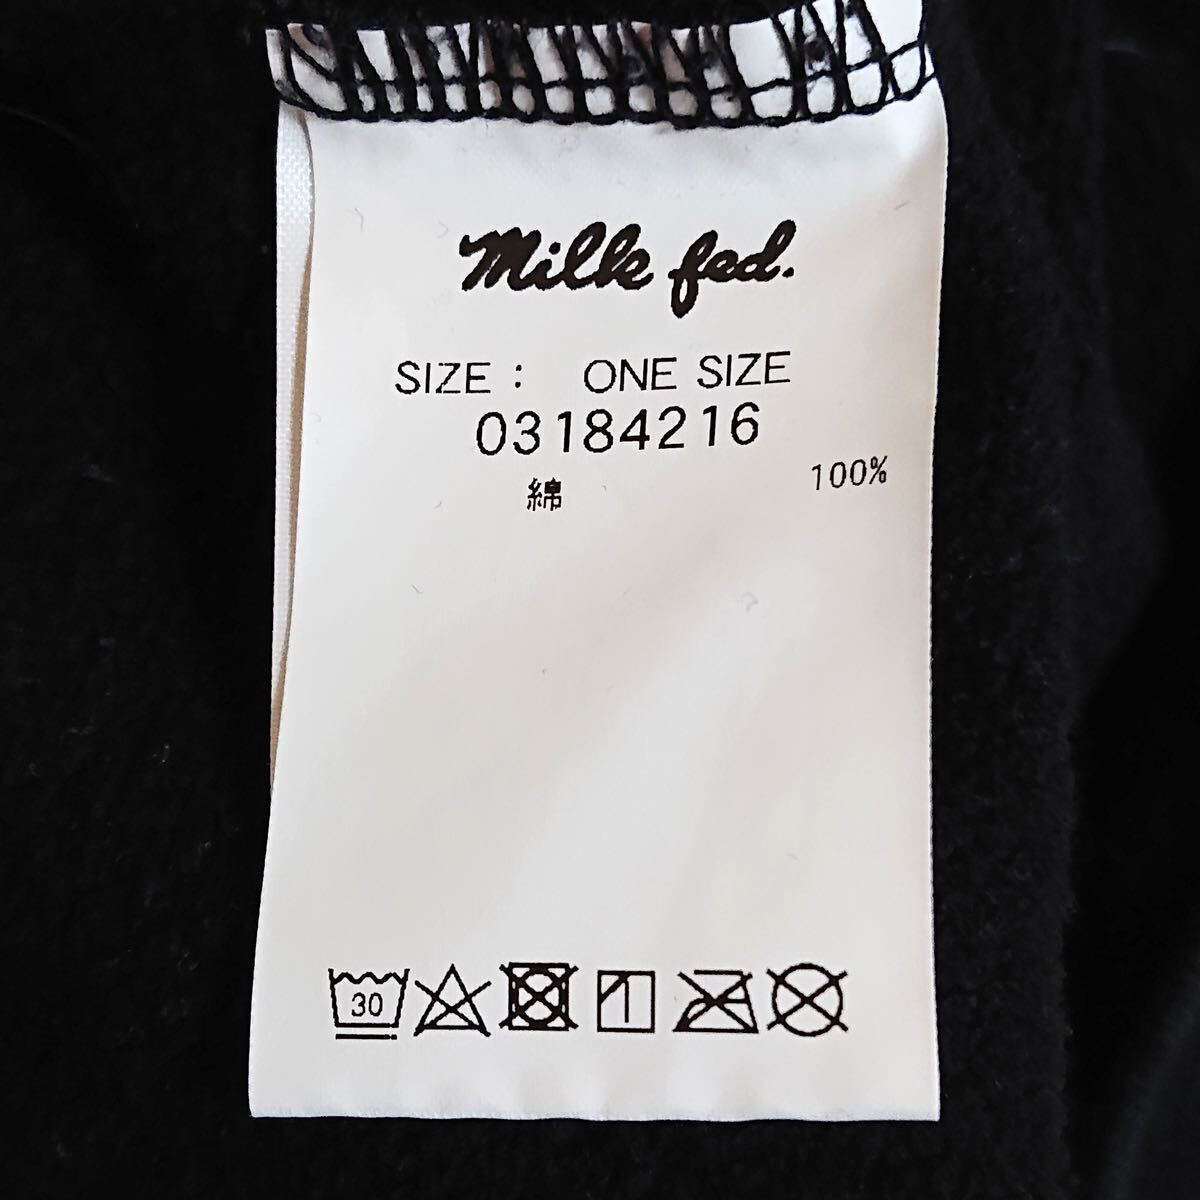 Milk fed.
SIZE : ONE SIZE
03184216
綿 100%
30